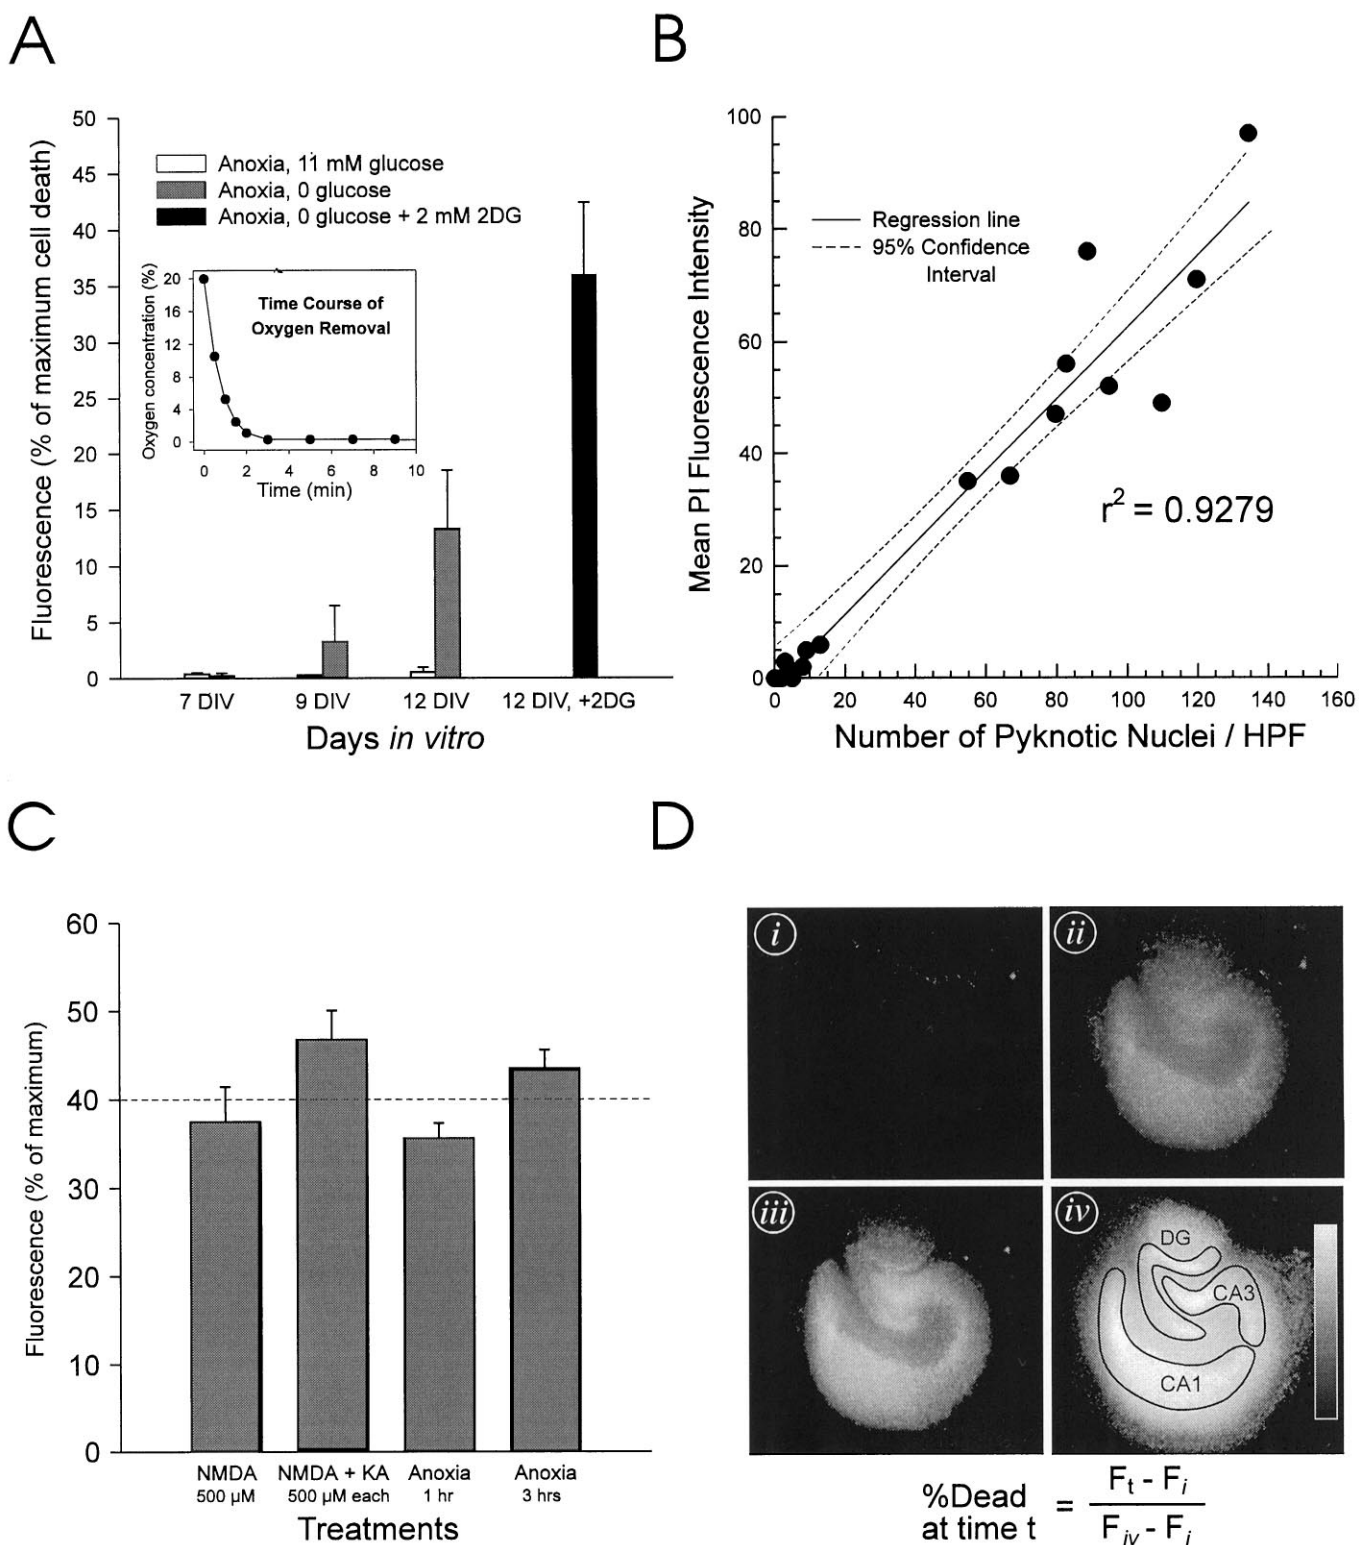 A
50
45
40
35
30
25
20
15
10
5
0
Fluorescence (% of maximum cell death)
Anoxia, 11 mM glucose
Anoxia, 0 glucose
Anoxia, 0 glucose + 2 mM 2DG
20
16
12
8
4
0
Oxygen concentration (%)
Time Course of
Oxygen Removal
0 2 4 6 8 10
Time (min)
7 DIV 9 DIV 12 DIV 12 DIV, +2DG
Days in vitro
B
100
80
60
40
20
0
Mean PI Fluorescence Intensity
Regression line
95% Confidence
Interval
r² = 0.9279
0 20 40 60 80 100 120 140 160
Number of Pyknotic Nuclei / HPF
C
60
50
40
30
20
10
0
Fluorescence (% of maximum)
NMDA NMDA + KA Anoxia Anoxia
500 µM 500 µM each 1 hr 3 hrs
Treatments
D
i
ii
iii
iv
DG
CA3
CA1
%Dead
at time t
=
Ft - Fi
Fiv - Fi